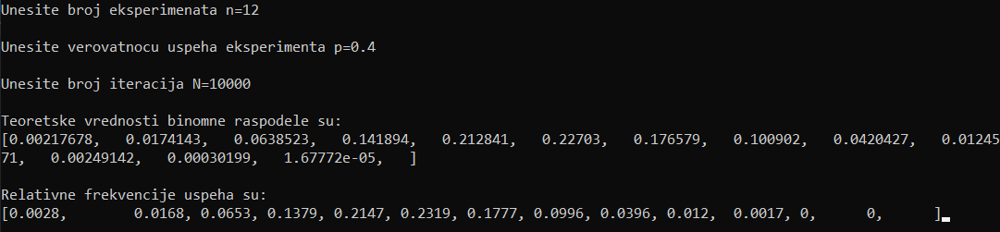 Unesite broj eksperimenata n=12
Unesite verovatnocu uspeha eksperimenta p=0.4
Unesite broj iteracija N=10000
Teoretske vrednosti binomne raspodele su:
[0.00217678,   0.0174143,   0.0638523,   0.141894,   0.212841,   0.22703,   0.176579,   0.100902,   0.0420427,   0.01245
71,   0.00249142,   0.00030199,   1.67772e-05,   ]
Relativne frekvencije uspeha su:
[0.0028,        0.0168, 0.0653, 0.1379, 0.2147, 0.2319, 0.1777, 0.0996, 0.0396, 0.012,  0.0017, 0,      0,      ]